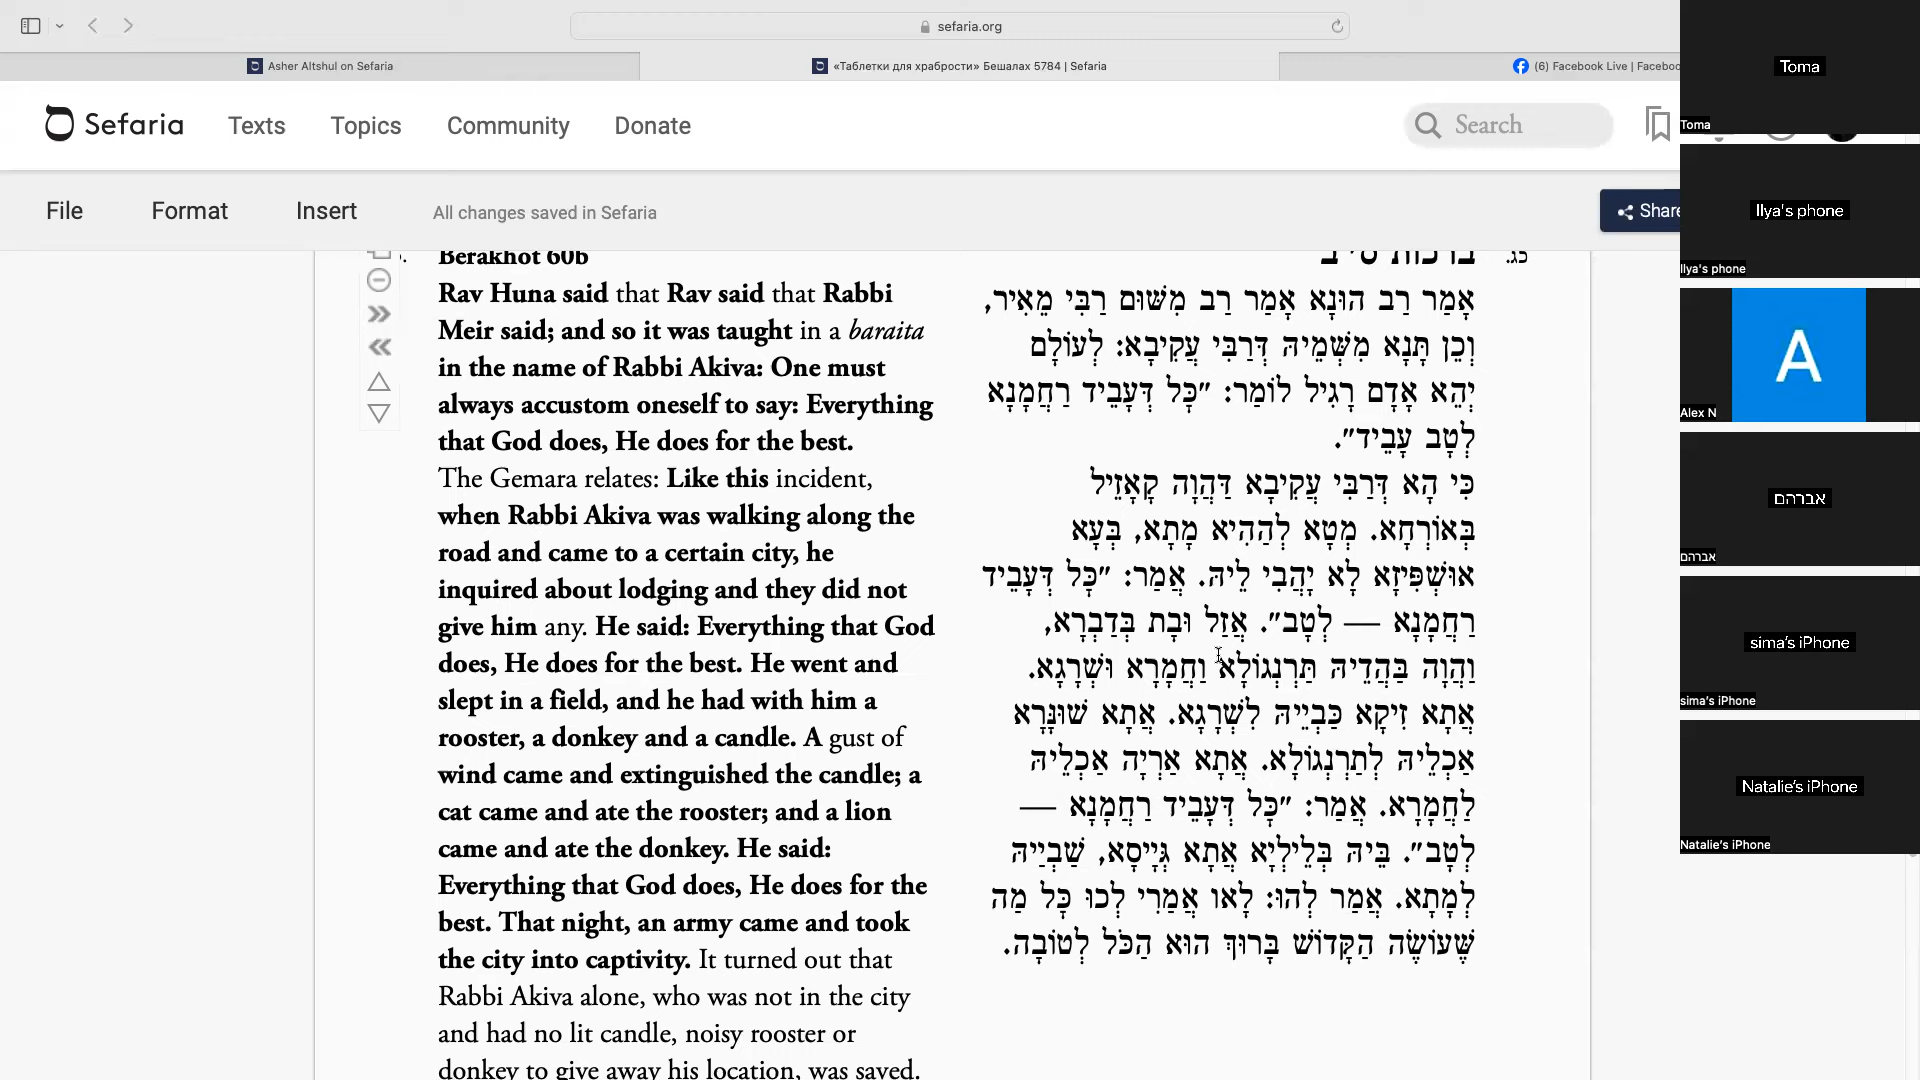 sefaria.org
Asher Altshul on Sefaria
«Таблетки для храбрости» Бешалах 5784 | Sefaria
(6) Facebook Live | Faceboo
Sefaria
Texts
Topics
Community
Donate
Search
File
Format
Insert
All changes saved in Sefaria
Share
Berakhot 60b
Rav Huna said that Rav said that Rabbi
Meir said; and so it was taught in a baraita
in the name of Rabbi Akiva: One must
always accustom oneself to say: Everything
that God does, He does for the best.
The Gemara relates: Like this incident,
when Rabbi Akiva was walking along the
road and came to a certain city, he
inquired about lodging and they did not
give him any. He said: Everything that God
does, He does for the best. He went and
slept in a field, and he had with him a
rooster, a donkey and a candle. A gust of
wind came and extinguished the candle; a
cat came and ate the rooster; and a lion
came and ate the donkey. He said:
Everything that God does, He does for the
best. That night, an army came and took
the city into captivity. It turned out that
Rabbi Akiva alone, who was not in the city
and had no lit candle, noisy rooster or
donkey to give away his location, was saved.
כג.
ברכות ס׳ ב
אָמַר רַב הוּנָא אָמַר רַב מִשּׁוּם רַבִּי מֵאִיר,
וְכֵן תָּנָא מִשְּׁמֵיהּ דְּרַבִּי עֲקִיבָא: לְעוֹלָם
יְהֵא אָדָם רָגִיל לוֹמַר: ״כׇּל דְּעָבֵיד רַחֲמָנָא
לְטָב עָבֵיד״.
כִּי הָא דְּרַבִּי עֲקִיבָא דַּהֲוָה קָאָזֵיל
בְּאוֹרְחָא. מְטָא לְהַהִיא מָתָא, בְּעָא
אוּשְׁפִּיזָא לָא יָהֲבִי לֵיהּ. אֲמַר: ״כׇּל דְּעָבֵיד
רַחֲמָנָא — לְטָב״. אֲזַל וּבָת בְּדַבְרָא,
וַהֲוָה בַּהֲדֵיהּ תַּרְנְגוֹלָא וַחֲמָרָא וּשְׁרָגָא.
אֲתָא זִיקָא כַּבְיֵיהּ לִשְׁרָגָא. אֲתָא שׁוּנָּרָא
אַכְלֵיהּ לְתַרְנְגוֹלָא. אֲתָא אַרְיָה אַכְלֵיהּ
לַחֲמָרָא. אֲמַר: ״כׇּל דְּעָבֵיד רַחֲמָנָא —
לְטָב״. בֵּיהּ בְּלֵילְיָא אֲתָא גְּיָיסָא, שַׁבְיַיהּ
לְמָתָא. אֲמַר לְהוּ: לָאו אֲמַרִי לְכוּ כׇּל מַה
שֶּׁעוֹשֶׂה הַקָּדוֹשׁ בָּרוּךְ הוּא הַכֹּל לְטוֹבָה.
Toma
Toma
Ilya's phone
Ilya's phone
A
Alex N
אברהם
אברהם
sima’s iPhone
sima’s iPhone
Natalie’s iPhone
Natalie’s iPhone